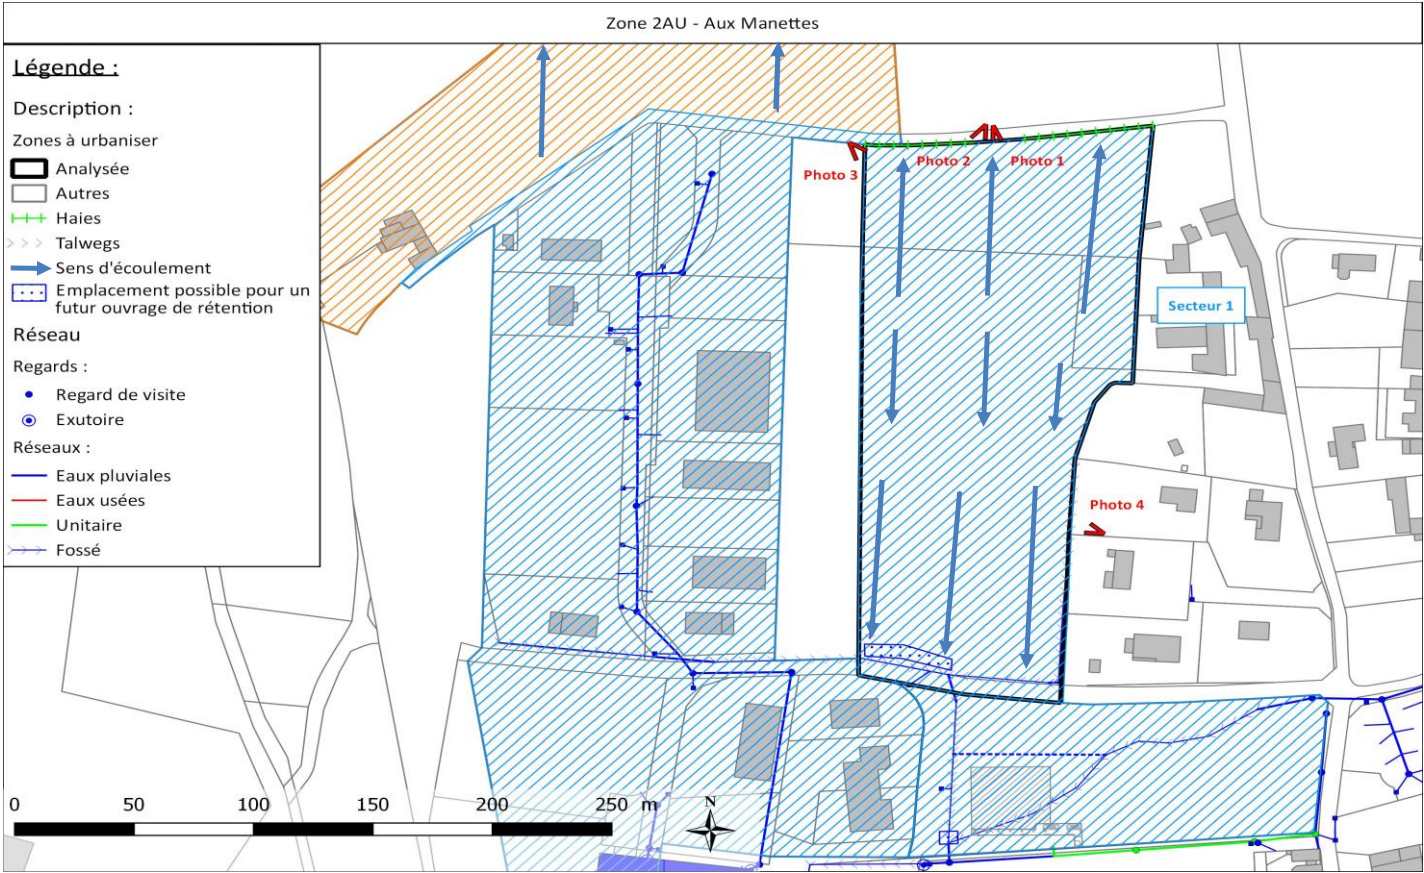 Zone 2AU - Aux Manettes
Légende :
Description :
Zones à urbaniser
Analysée
Autres
Haies
Talwegs
Sens d'écoulement
Emplacement possible pour un
futur ouvrage de rétention
Réseau
Regards :
Regard de visite
Exutoire
Réseaux :
Eaux pluviales
Eaux usées
Unitaire
Fossé
Photo 3
Photo 2
Photo 1
Secteur 1
Photo 4
0 50 100 150 200 250 m
N